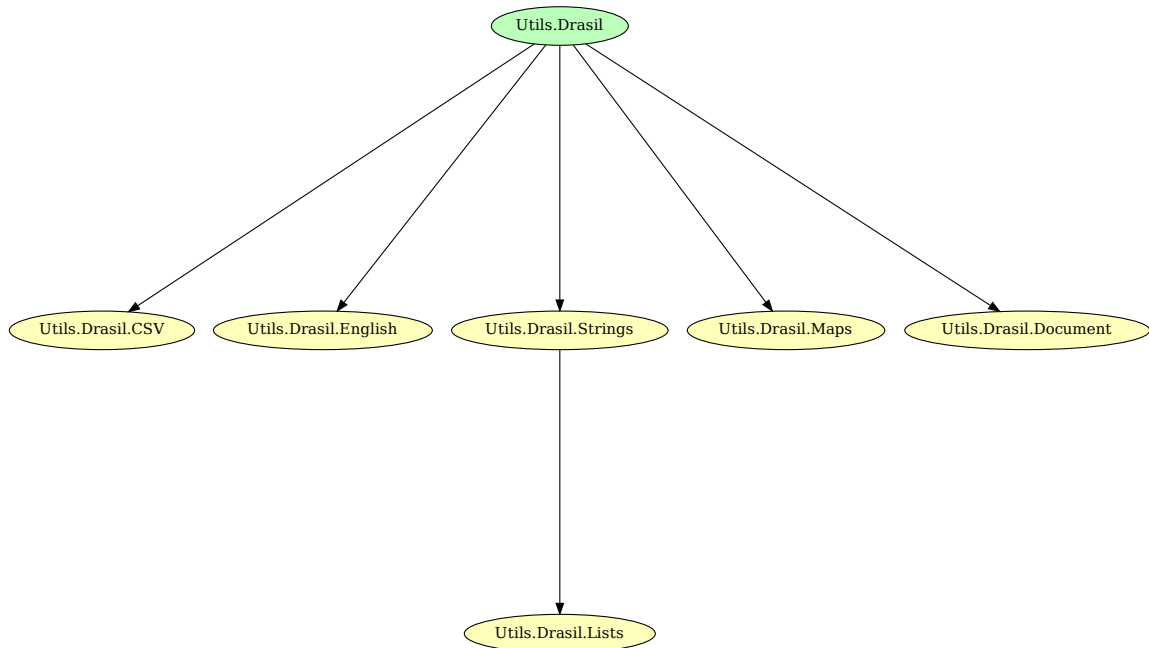 Utils.Drasil
Utils.Drasil.CSV
Utils.Drasil.English
Utils.Drasil.Strings
Utils.Drasil.Maps
Utils.Drasil.Document
Utils.Drasil.Lists